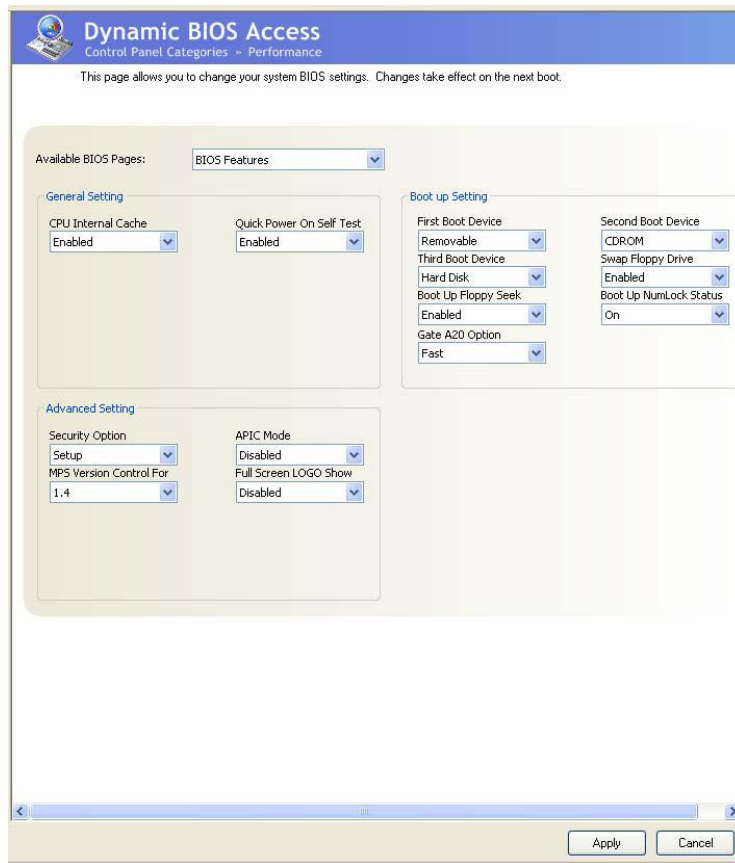 Dynamic BIOS Access
Control Panel Categories » Performance
This page allows you to change your system BIOS settings. Changes take effect on the next boot.
Available BIOS Pages:
BIOS Features
General Setting
CPU Internal Cache
Quick Power On Self Test
Enabled
Enabled
Boot up Setting
First Boot Device
Second Boot Device
Removable
CDROM
Third Boot Device
Swap Floppy Drive
Hard Disk
Enabled
Boot Up Floppy Seek
Boot Up NumLock Status
Enabled
On
Gate A20 Option
Fast
Advanced Setting
Security Option
APIC Mode
Setup
Disabled
MPS Version Control For
Full Screen LOGO Show
1.4
Disabled
Apply
Cancel